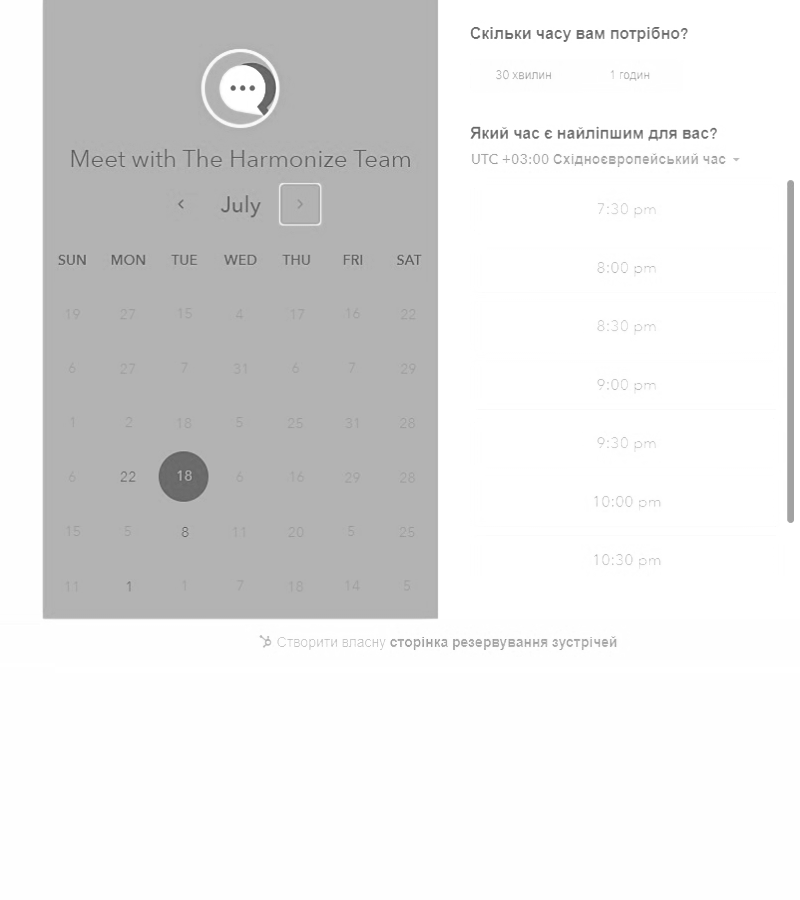 Meet with The Harmonize Team
July
SUN MON TUE WED THU FRI SAT
19 27 15 4 17 16 22
6 27 7 31 6 7 29
1 2 18 5 25 31 28
6 22 18 6 16 29 28
15 5 8 11 20 5 25
11 1 1 7 18 14 5
Скільки часу вам потрібно?
30 хвилин 1 годин
Який час є найліпшим для вас?
UTC +03:00 Східноєвропейський час
7:30 pm
8:00 pm
8:30 pm
9:00 pm
9:30 pm
10:00 pm
10:30 pm
Створити власну сторінка резервування зустрічей